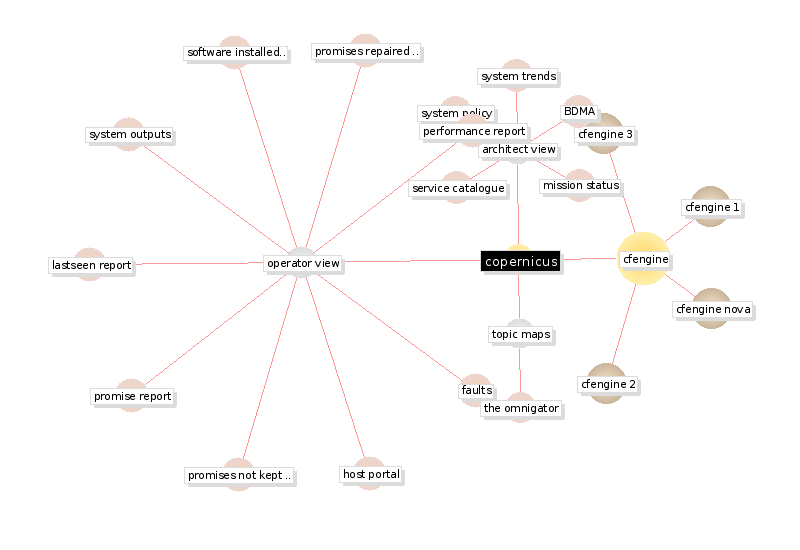 software installed..
promises repaired ..
system trends
system policy
BDMA
performance report
cfengine 3
system outputs
architect view
service catalogue
mission status
cfengine 1
lastseen report
operator view
copernicus
cfengine
cfengine nova
topic maps
cfengine 2
faults
promise report
the omnigator
promises not kept ..
host portal